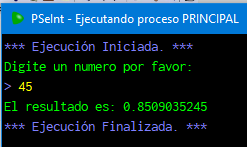 PSeInt - Ejecutando proceso PRINCIPAL
*** Ejecución Iniciada. ***
Digite un numero por favor:
> 45
El resultado es: 0.8509035245
*** Ejecución Finalizada. ***